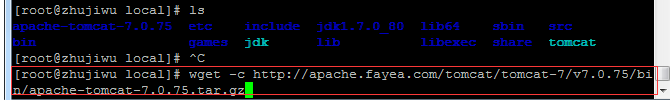 [root@zhujiwu local]# ls
apache-tomcat-7.0.75 etc include jdk1.7.0_80 lib64 sbin src
bin games jdk lib libexec share tomcat
[root@zhujiwu local]# ^C
[root@zhujiwu local]# wget -c http://apache.fayea.com/tomcat/tomcat-7/v7.0.75/bi
n/apache-tomcat-7.0.75.tar.gz